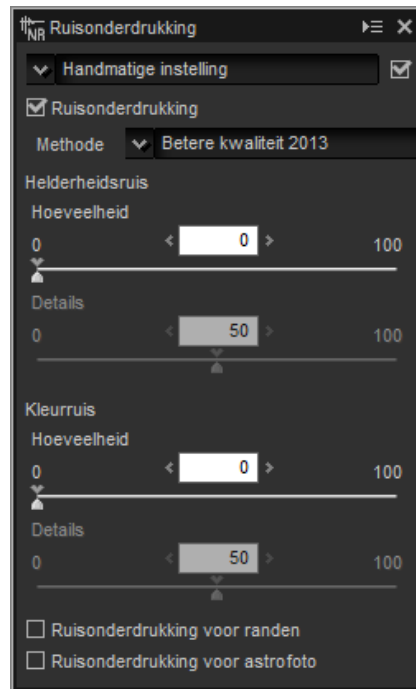 NR Ruisonderdrukking
Handmatige instelling
Ruisonderdrukking
Methode Betere kwaliteit 2013
Helderheidsruis
Hoeveelheid
0 0 100
Details
0 50 100
Kleurruis
Hoeveelheid
0 0 100
Details
0 50 100
Ruisonderdrukking voor randen
Ruisonderdrukking voor astrofoto